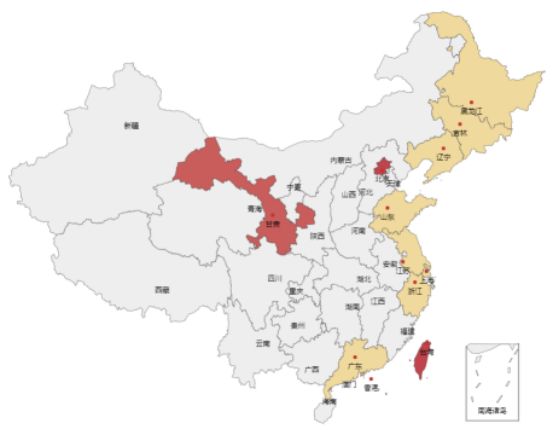 黑龙江
吉林
新疆
辽宁
内蒙古
北京
天津
宁夏
山西
河北
青海
山东
甘肃
河南
陕西
安徽
江苏
四川
上海
湖北
重庆
西藏
浙江
湖南
江西
贵州
福建
云南
台湾
广西
广东
澳门
香港
海南
南海诸岛